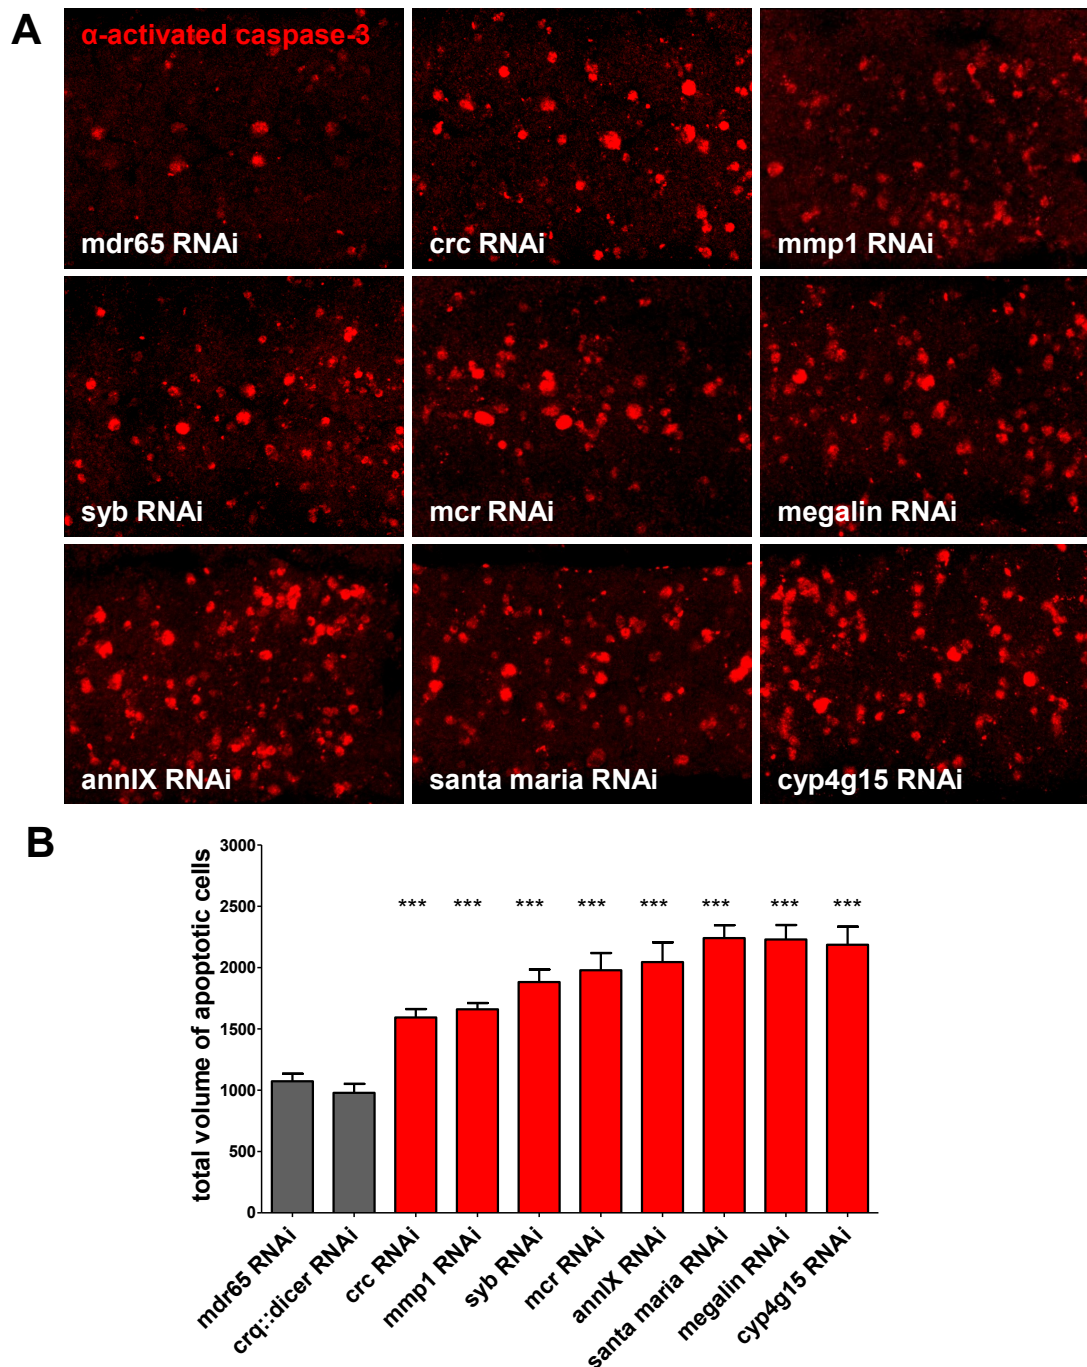 A
α-activated caspase-3
mdr65 RNAi
crc RNAi
mmp1 RNAi
syb RNAi
mcr RNAi
megalin RNAi
annIX RNAi
santa maria RNAi
cyp4g15 RNAi
B
total volume of apoptotic cells
3000
2500
2000
1500
1000
500
0
*** *** *** *** *** *** *** ***
mdr65 RNAi
crq::dicer RNAi
crc RNAi
mmp1 RNAi
syb RNAi
mcr RNAi
annIX RNAi
santa maria RNAi
megalin RNAi
cyp4g15 RNAi